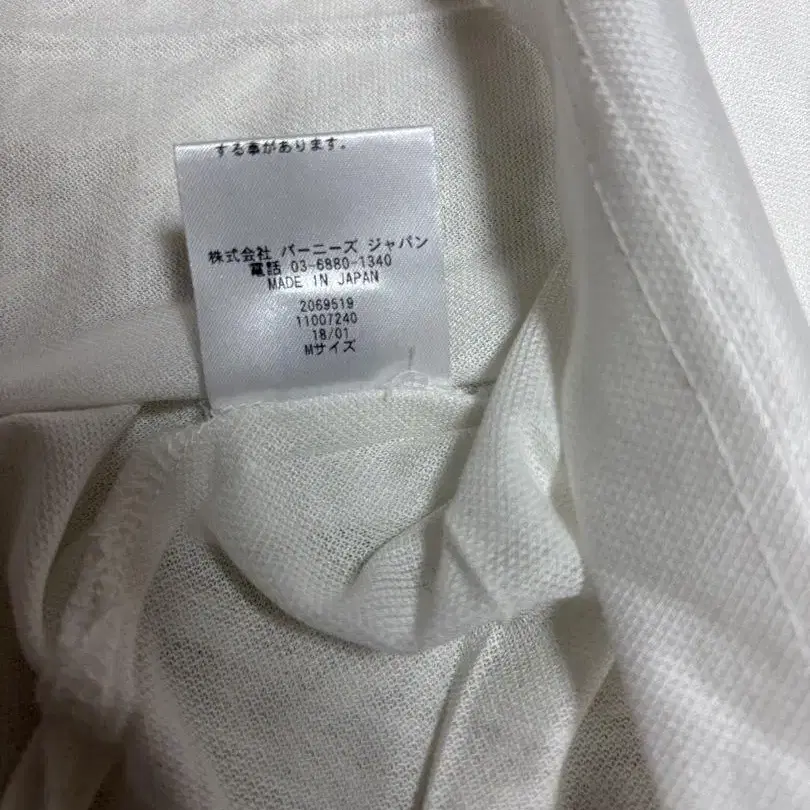 する事があります。
株式会社 バーニーズ ジャパン
電話 03-6880-1340
MADE IN JAPAN
2069519
11007240
18/01
Mサイズ